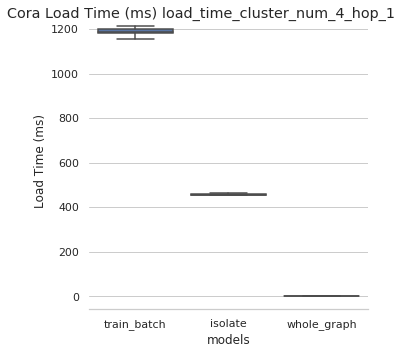 Cora Load Time (ms) load_time_cluster_num_4_hop_1
1200
1000
800
600
400
200
0
Load Time (ms)
train_batch
isolate
whole_graph
models